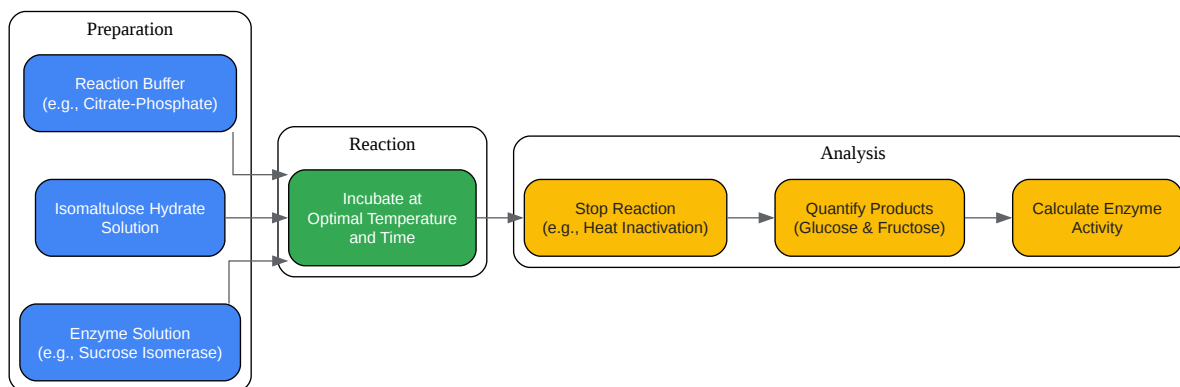 Preparation
Reaction Buffer
(e.g., Citrate-Phosphate)
Isomaltulose Hydrate
Solution
Enzyme Solution
(e.g., Sucrose Isomerase)
Reaction
Incubate at
Optimal Temperature
and Time
Analysis
Stop Reaction
(e.g., Heat Inactivation)
Quantify Products
(Glucose & Fructose)
Calculate Enzyme
Activity